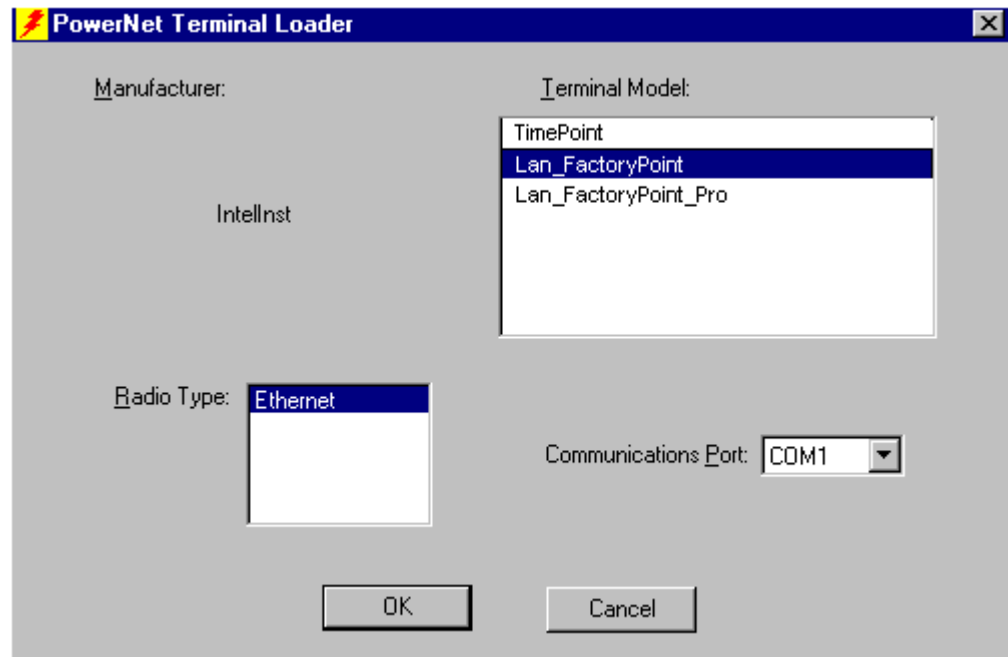 PowerNet Terminal Loader
Manufacturer:
Terminal Model:
TimePoint
Lan_FactoryPoint
Lan_FactoryPoint_Pro
IntelInst
Radio Type:
Ethernet
Communications Port:
COM1
OK
Cancel